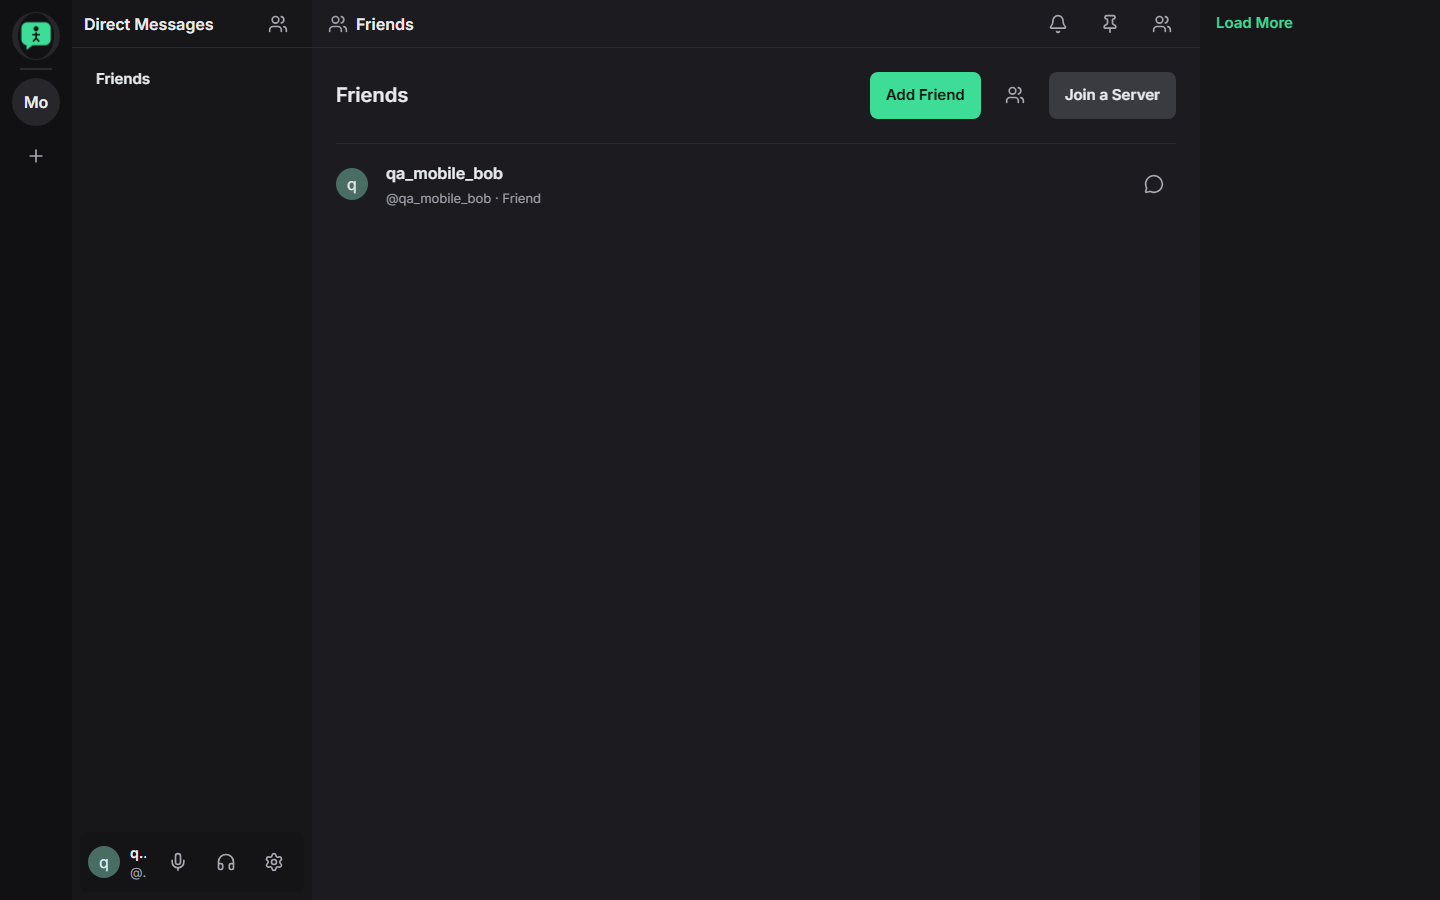 Direct Messages
Friends
Load More
Mo
Friends
Friends
Add Friend
Join a Server
q
qa_mobile_bob
@qa_mobile_bob · Friend
q
q..
@.